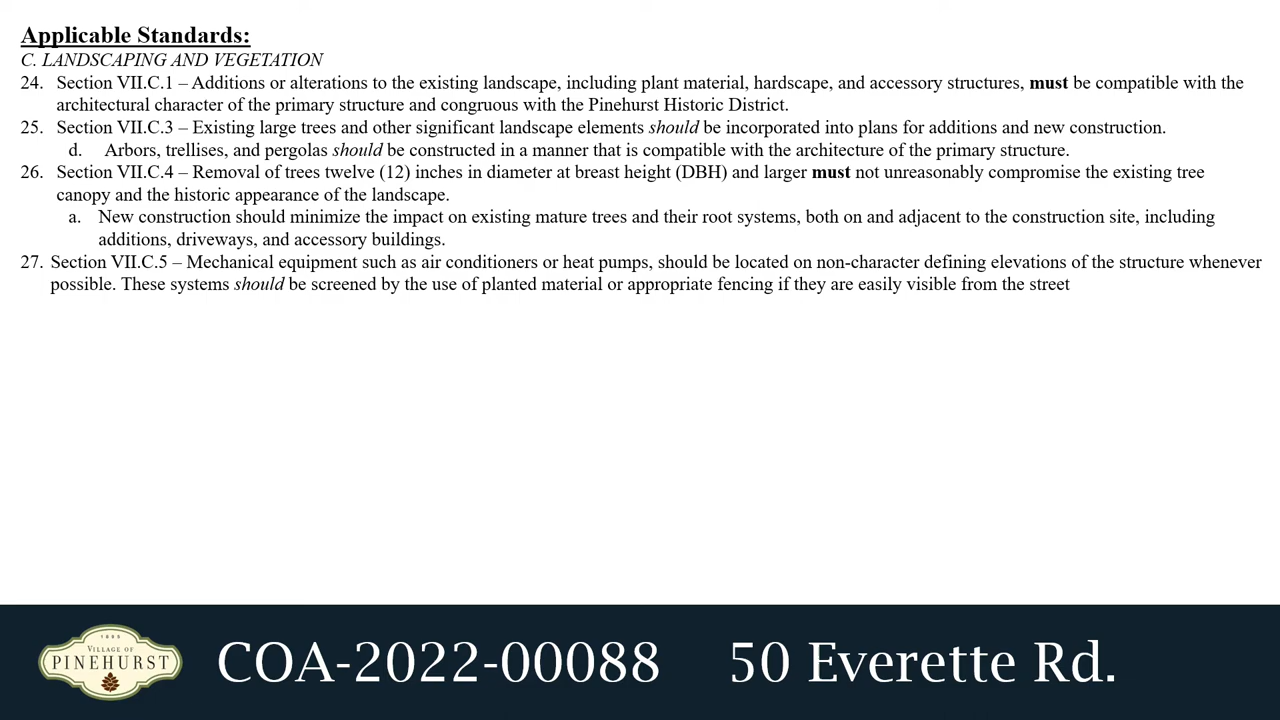 Applicable Standards:
C. LANDSCAPING AND VEGETATION
24. Section VII.C.1 – Additions or alterations to the existing landscape, including plant material, hardscape, and accessory structures, must be compatible with the
architectural character of the primary structure and congruous with the Pinehurst Historic District.
25. Section VII.C.3 – Existing large trees and other significant landscape elements should be incorporated into plans for additions and new construction.
d. Arbors, trellises, and pergolas should be constructed in a manner that is compatible with the architecture of the primary structure.
26. Section VII.C.4 – Removal of trees twelve (12) inches in diameter at breast height (DBH) and larger must not unreasonably compromise the existing tree
canopy and the historic appearance of the landscape.
a. New construction should minimize the impact on existing mature trees and their root systems, both on and adjacent to the construction site, including
additions, driveways, and accessory buildings.
27. Section VII.C.5 – Mechanical equipment such as air conditioners or heat pumps, should be located on non-character defining elevations of the structure whenever
possible. These systems should be screened by the use of planted material or appropriate fencing if they are easily visible from the street
1895
VILLAGE OF
PINEHURST
COA-2022-00088 50 Everette Rd.